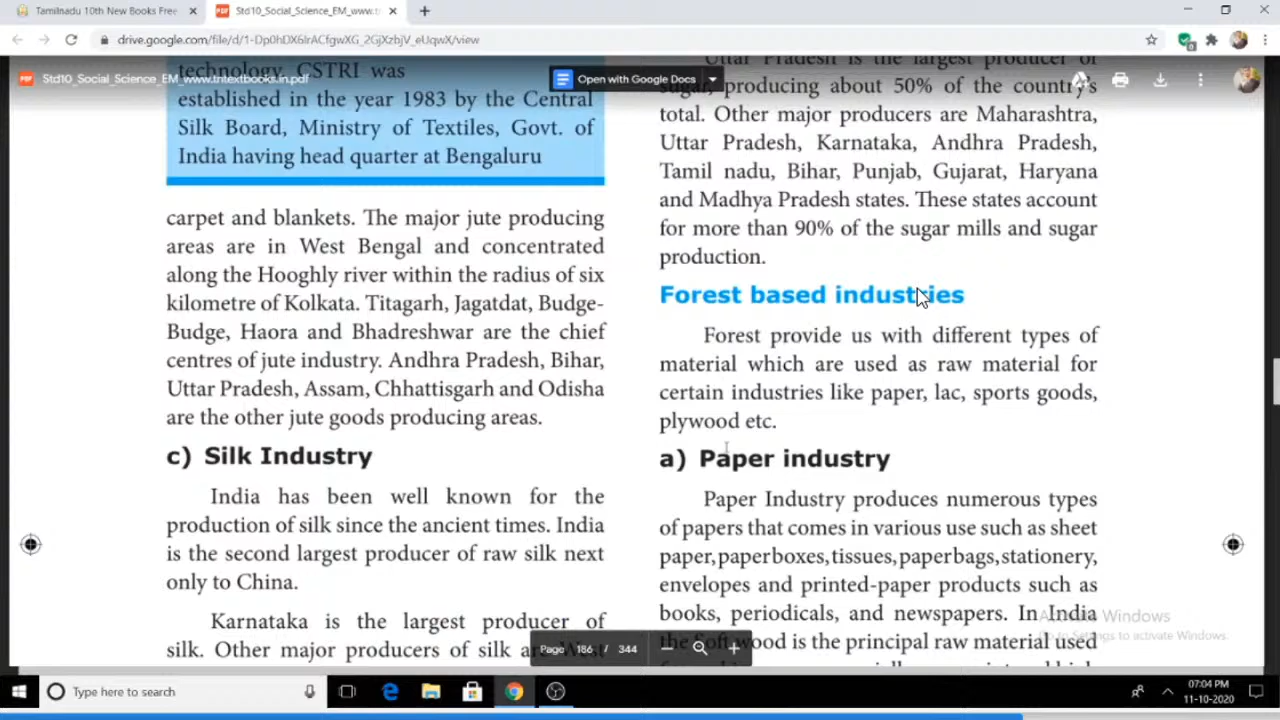 Tamilnadu 10th New Books Free
Std10_Social_Science_EM_www.t
drive.google.com/file/d/1-Dp0hDX6IrACfgwXG_2GjXzbjV_eUqwX/view
Std10_Social_Science_EM_www.tntextbooks.in.pdf
Open with Google Docs
technology. CSTRI was
established in the year 1983 by the Central
Silk Board, Ministry of Textiles, Govt. of
India having head quarter at Bengaluru
carpet and blankets. The major jute producing
areas are in West Bengal and concentrated
along the Hooghly river within the radius of six
kilometre of Kolkata. Titagarh, Jagatdat, Budge-
Budge, Haora and Bhadreshwar are the chief
centres of jute industry. Andhra Pradesh, Bihar,
Uttar Pradesh, Assam, Chhattisgarh and Odisha
are the other jute goods producing areas.
c) Silk Industry
India has been well known for the
production of silk since the ancient times. India
is the second largest producer of raw silk next
only to China.
Karnataka is the largest producer of
silk. Other major producers of silk are West
Uttar Pradesh is the largest producer of
sugar, producing about 50% of the country's
total. Other major producers are Maharashtra,
Uttar Pradesh, Karnataka, Andhra Pradesh,
Tamil nadu, Bihar, Punjab, Gujarat, Haryana
and Madhya Pradesh states. These states account
for more than 90% of the sugar mills and sugar
production.
Forest based industries
Forest provide us with different types of
material which are used as raw material for
certain industries like paper, lac, sports goods,
plywood etc.
a) Paper industry
Paper Industry produces numerous types
of papers that comes in various use such as sheet
paper, paperboxes, tissues, paperbags, stationery,
envelopes and printed-paper products such as
books, periodicals, and newspapers. In India
the Soft wood is the principal raw material used
Activate Windows
Go to Settings to activate Windows.
Page 186 / 344
Type here to search
07:04 PM
11-10-2020